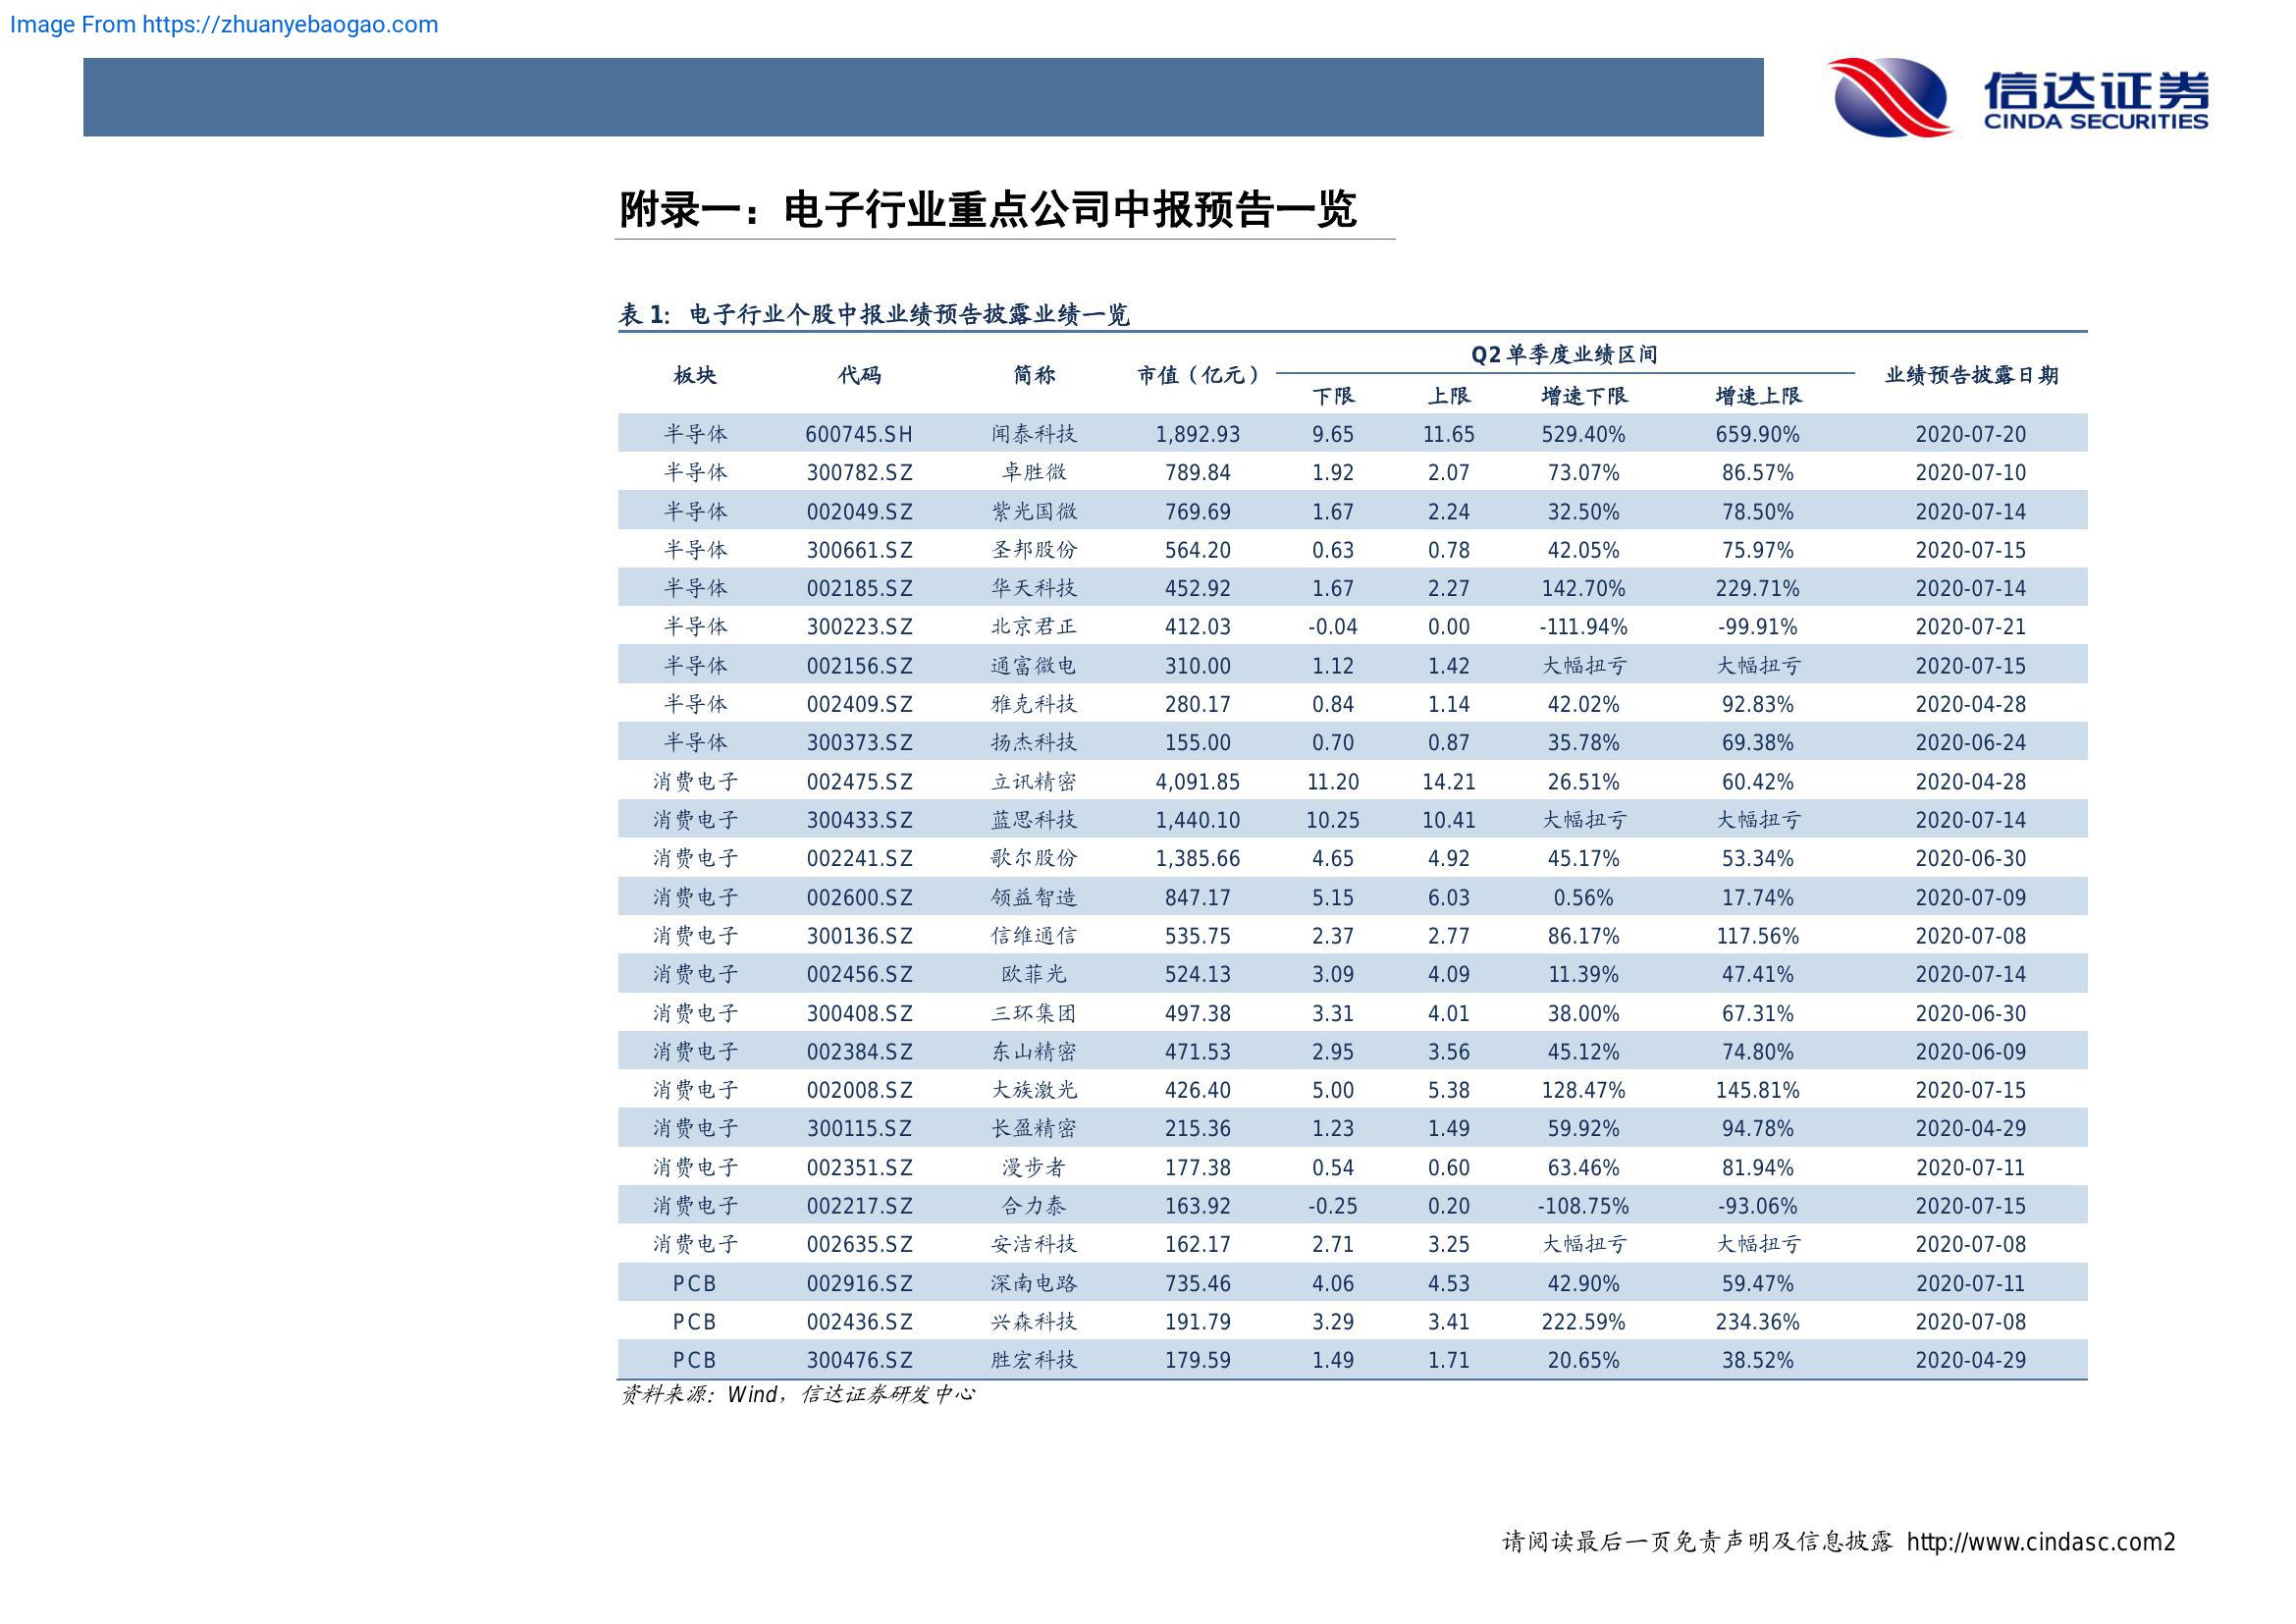 Image From https://zhuanyebaogao.com
信达证券
CINDA SECURITIES
附录一：电子行业重点公司中报预告一览
表 1: 电子行业个股中报业绩预告披露业绩一览
板块 代码 简称 市值（亿元） Q2 单季度业绩区间 业绩预告披露日期
下限 上限 增速下限 增速上限
半导体 600745.SH 闻泰科技 1,892.93 9.65 11.65 529.40% 659.90% 2020-07-20
半导体 300782.SZ 卓胜微 789.84 1.92 2.07 73.07% 86.57% 2020-07-10
半导体 002049.SZ 紫光国微 769.69 1.67 2.24 32.50% 78.50% 2020-07-14
半导体 300661.SZ 圣邦股份 564.20 0.63 0.78 42.05% 75.97% 2020-07-15
半导体 002185.SZ 华天科技 452.92 1.67 2.27 142.70% 229.71% 2020-07-14
半导体 300223.SZ 北京君正 412.03 -0.04 0.00 -111.94% -99.91% 2020-07-21
半导体 002156.SZ 通富微电 310.00 1.12 1.42 大幅扭亏 大幅扭亏 2020-07-15
半导体 002409.SZ 雅克科技 280.17 0.84 1.14 42.02% 92.83% 2020-04-28
半导体 300373.SZ 扬杰科技 155.00 0.70 0.87 35.78% 69.38% 2020-06-24
消费电子 002475.SZ 立讯精密 4,091.85 11.20 14.21 26.51% 60.42% 2020-04-28
消费电子 300433.SZ 蓝思科技 1,440.10 10.25 10.41 大幅扭亏 大幅扭亏 2020-07-14
消费电子 002241.SZ 歌尔股份 1,385.66 4.65 4.92 45.17% 53.34% 2020-06-30
消费电子 002600.SZ 领益智造 847.17 5.15 6.03 0.56% 17.74% 2020-07-09
消费电子 300136.SZ 信维通信 535.75 2.37 2.77 86.17% 117.56% 2020-07-08
消费电子 002456.SZ 欧菲光 524.13 3.09 4.09 11.39% 47.41% 2020-07-14
消费电子 300408.SZ 三环集团 497.38 3.31 4.01 38.00% 67.31% 2020-06-30
消费电子 002384.SZ 东山精密 471.53 2.95 3.56 45.12% 74.80% 2020-06-09
消费电子 002008.SZ 大族激光 426.40 5.00 5.38 128.47% 145.81% 2020-07-15
消费电子 300115.SZ 长盈精密 215.36 1.23 1.49 59.92% 94.78% 2020-04-29
消费电子 002351.SZ 漫步者 177.38 0.54 0.60 63.46% 81.94% 2020-07-11
消费电子 002217.SZ 合力泰 163.92 -0.25 0.20 -108.75% -93.06% 2020-07-15
消费电子 002635.SZ 安洁科技 162.17 2.71 3.25 大幅扭亏 大幅扭亏 2020-07-08
PCB 002916.SZ 深南电路 735.46 4.06 4.53 42.90% 59.47% 2020-07-11
PCB 002436.SZ 兴森科技 191.79 3.29 3.41 222.59% 234.36% 2020-07-08
PCB 300476.SZ 胜宏科技 179.59 1.49 1.71 20.65% 38.52% 2020-04-29
资料来源：Wind，信达证券研发中心
请阅读最后一页免责声明及信息披露 http://www.cindasc.com2